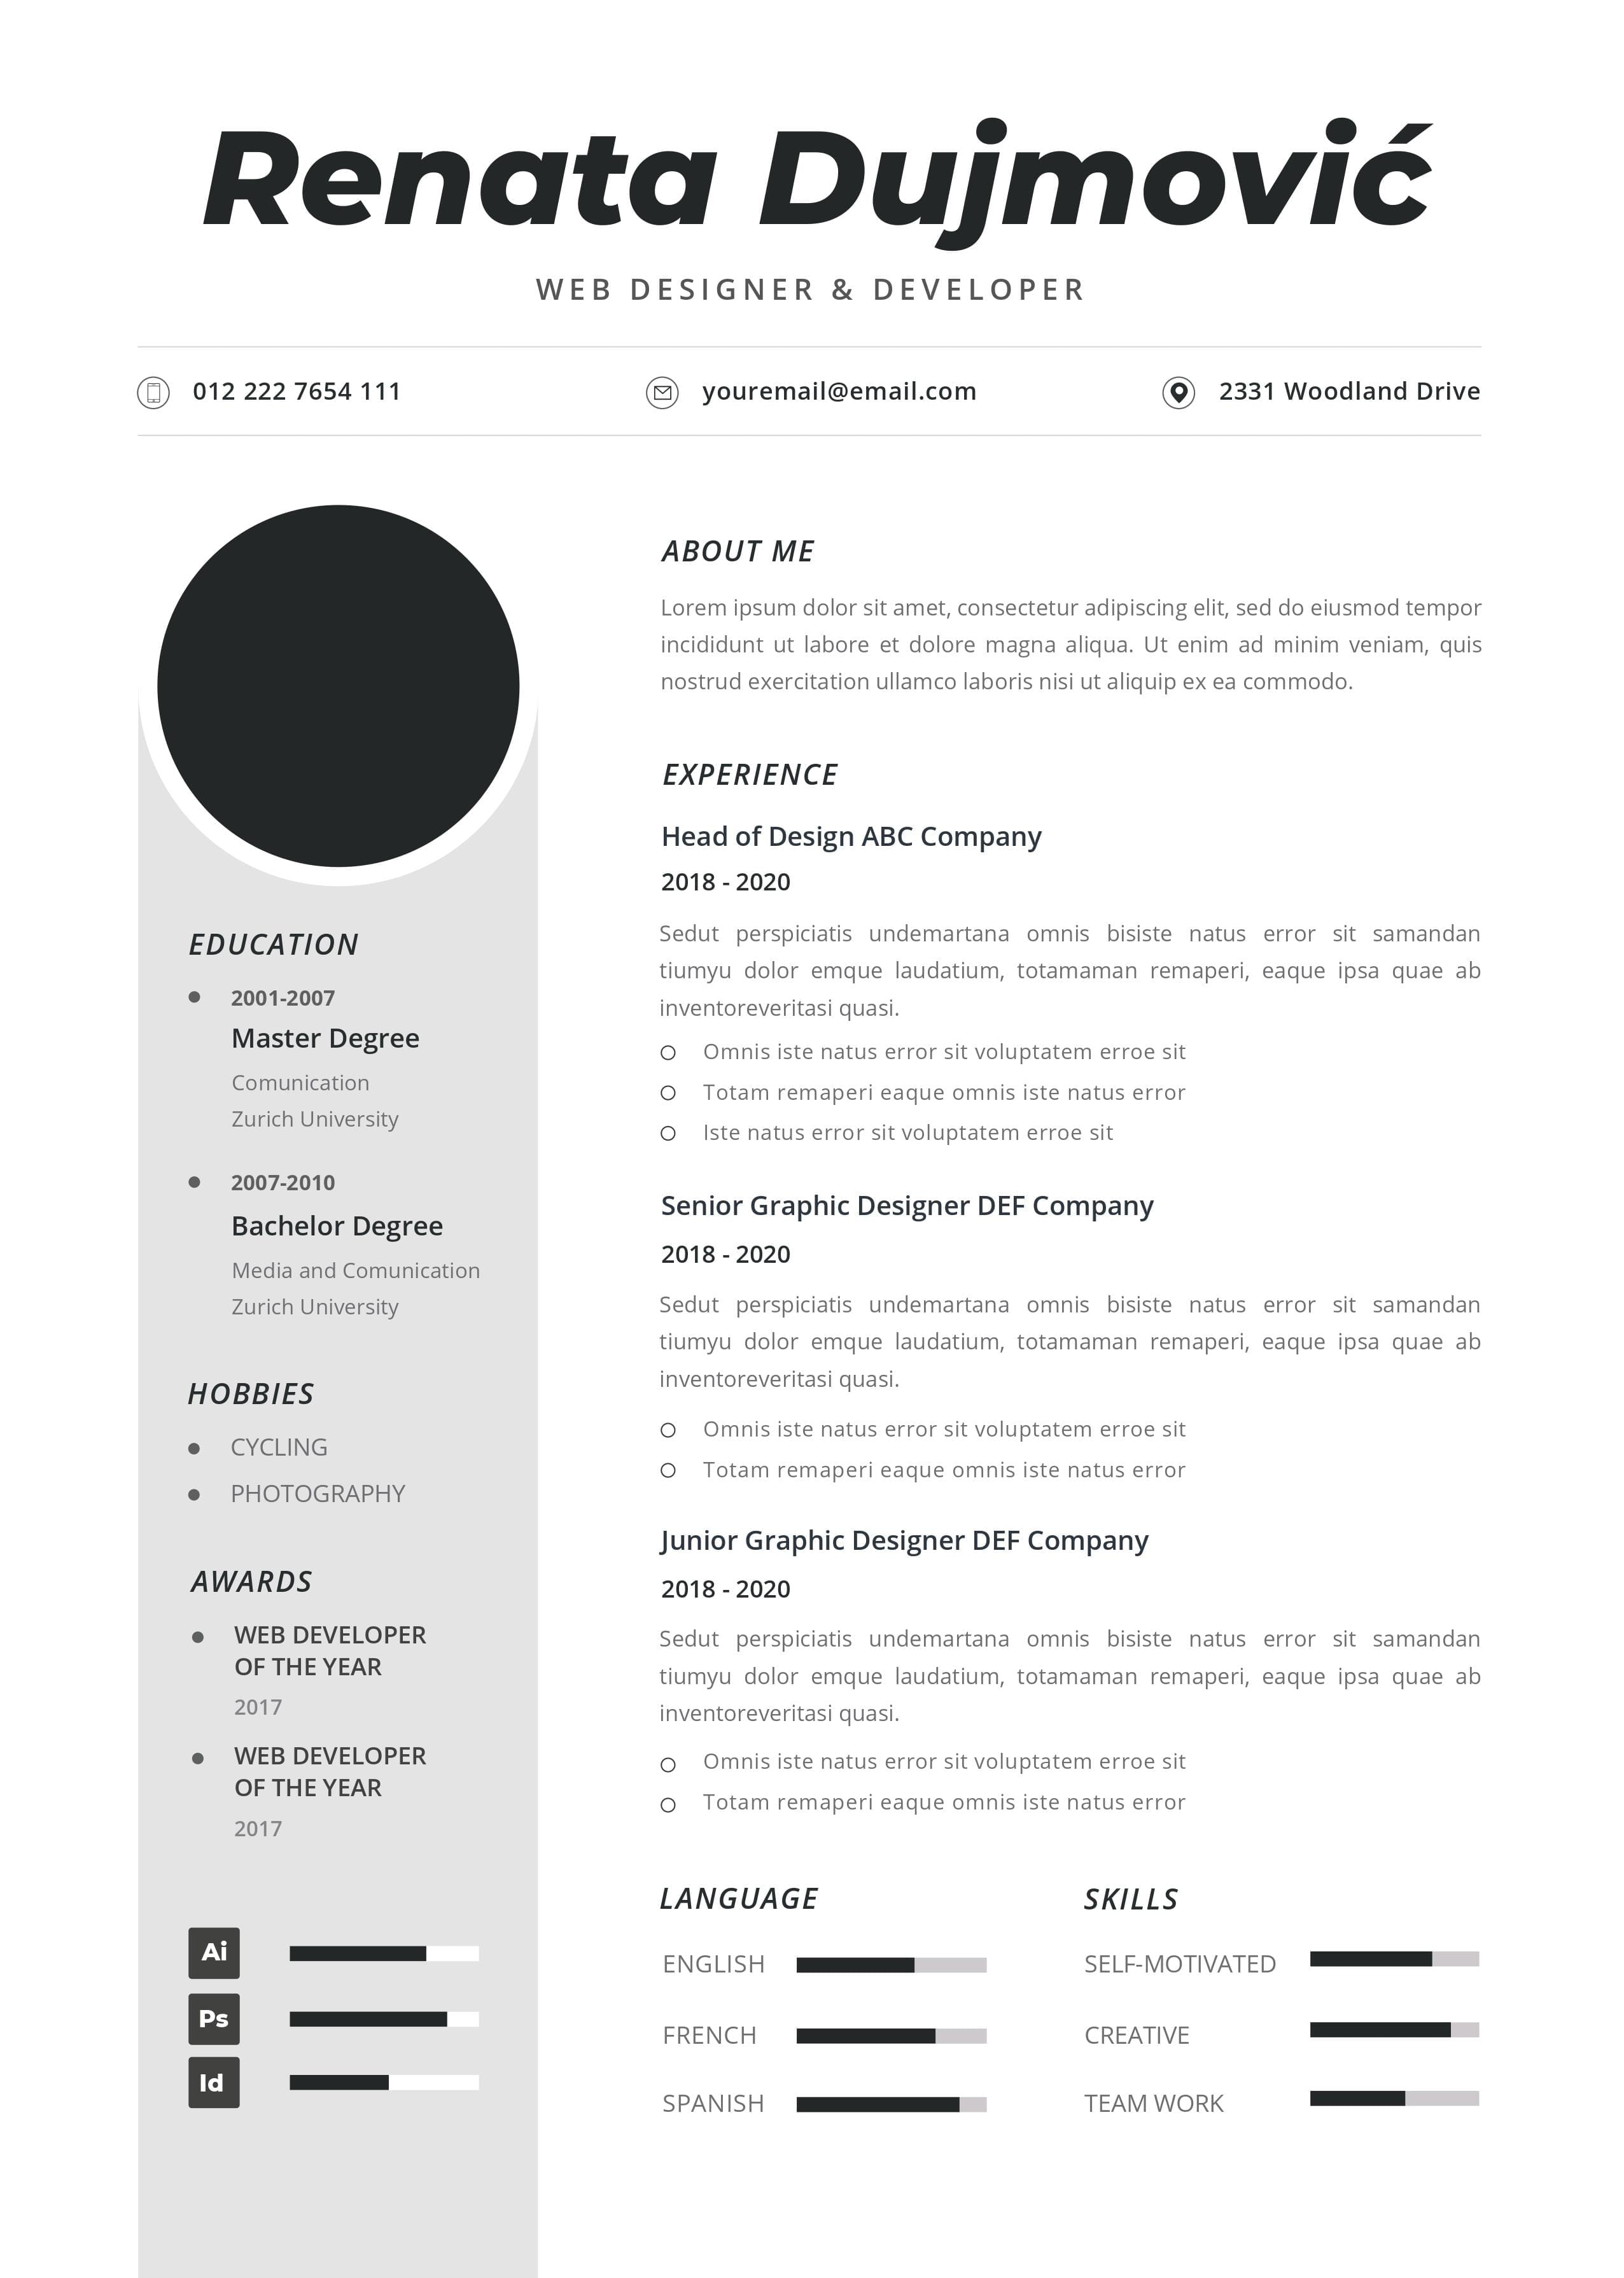 Renata Dujmović
WEB DESIGNER & DEVELOPER
012 222 7654 111
youremail@email.com
2331 Woodland Drive
EDUCATION
2001-2007
Master Degree
Comunication
Zurich University
2007-2010
Bachelor Degree
Media and Comunication
Zurich University
HOBBIES
CYCLING
PHOTOGRAPHY
AWARDS
WEB DEVELOPER
OF THE YEAR
2017
WEB DEVELOPER
OF THE YEAR
2017
Ai
Ps
Id
ABOUT ME
Lorem ipsum dolor sit amet, consectetur adipiscing elit, sed do eiusmod tempor
incididunt ut labore et dolore magna aliqua. Ut enim ad minim veniam, quis
nostrud exercitation ullamco laboris nisi ut aliquip ex ea commodo.
EXPERIENCE
Head of Design ABC Company
2018 - 2020
Sedut perspiciatis undemartana omnis bisiste natus error sit samandan
tiumyu dolor emque laudatium, totamaman remaperi, eaque ipsa quae ab
inventoreveritasi quasi.
Omnis iste natus error sit voluptatem erroe sit
Totam remaperi eaque omnis iste natus error
Iste natus error sit voluptatem erroe sit
Senior Graphic Designer DEF Company
2018 - 2020
Sedut perspiciatis undemartana omnis bisiste natus error sit samandan
tiumyu dolor emque laudatium, totamaman remaperi, eaque ipsa quae ab
inventoreveritasi quasi.
Omnis iste natus error sit voluptatem erroe sit
Totam remaperi eaque omnis iste natus error
Junior Graphic Designer DEF Company
2018 - 2020
Sedut perspiciatis undemartana omnis bisiste natus error sit samandan
tiumyu dolor emque laudatium, totamaman remaperi, eaque ipsa quae ab
inventoreveritasi quasi.
Omnis iste natus error sit voluptatem erroe sit
Totam remaperi eaque omnis iste natus error
LANGUAGE
ENGLISH
FRENCH
SPANISH
SKILLS
SELF-MOTIVATED
CREATIVE
TEAM WORK